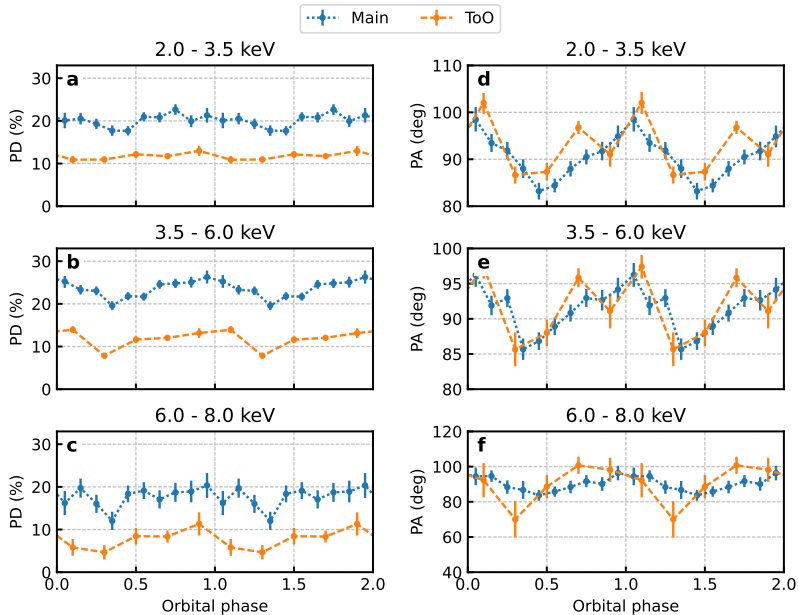 Main ToO
2.0 - 3.5 keV
a
PD (%)
30
20
10
0
2.0 - 3.5 keV
d
PA (deg)
110
100
90
80
3.5 - 6.0 keV
b
PD (%)
30
20
10
0
3.5 - 6.0 keV
e
PA (deg)
100
95
90
85
80
6.0 - 8.0 keV
c
PD (%)
30
20
10
0
0.0 0.5 1.0 1.5 2.0
Orbital phase
6.0 - 8.0 keV
f
PA (deg)
120
100
80
60
40
0.0 0.5 1.0 1.5 2.0
Orbital phase